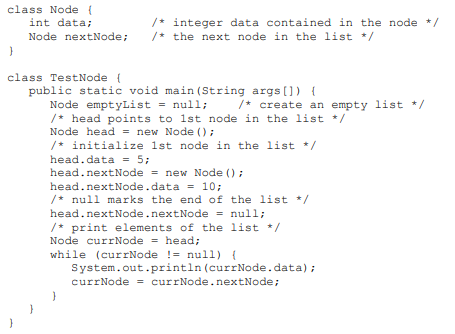 class Node {
   int data;          /* integer data contained in the node */
   Node nextNode;     /* the next node in the list */
}

class TestNode {
   public static void main(String args[]) {
      Node emptyList = null;    /* create an empty list */
      /* head points to 1st node in the list */
      Node head = new Node();
      /* initialize 1st node in the list */
      head.data = 5;
      head.nextNode = new Node();
      head.nextNode.data = 10;
      /* null marks the end of the list */
      head.nextNode.nextNode = null;
      /* print elements of the list */
      Node currNode = head;
      while (currNode != null) {
         System.out.println(currNode.data);
         currNode = currNode.nextNode;
      }
   }
}